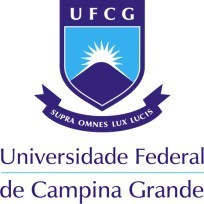 UFCG
SUPRA OMNES LUX LUCIS
Universidade Federal
de Campina Grande